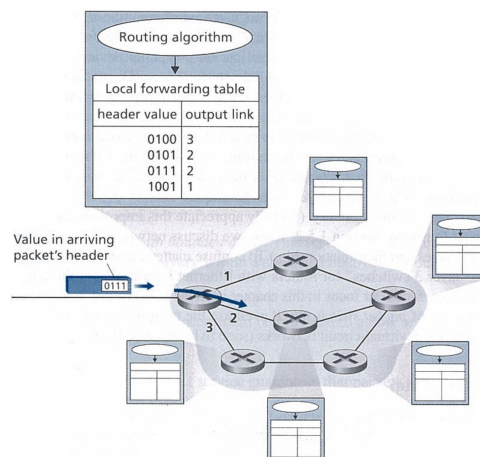 Routing algorithm
Local forwarding table
header value output link
0100 3
0101 2
0111 2
1001 1
Value in arriving
packet's header
0111
1
2
3